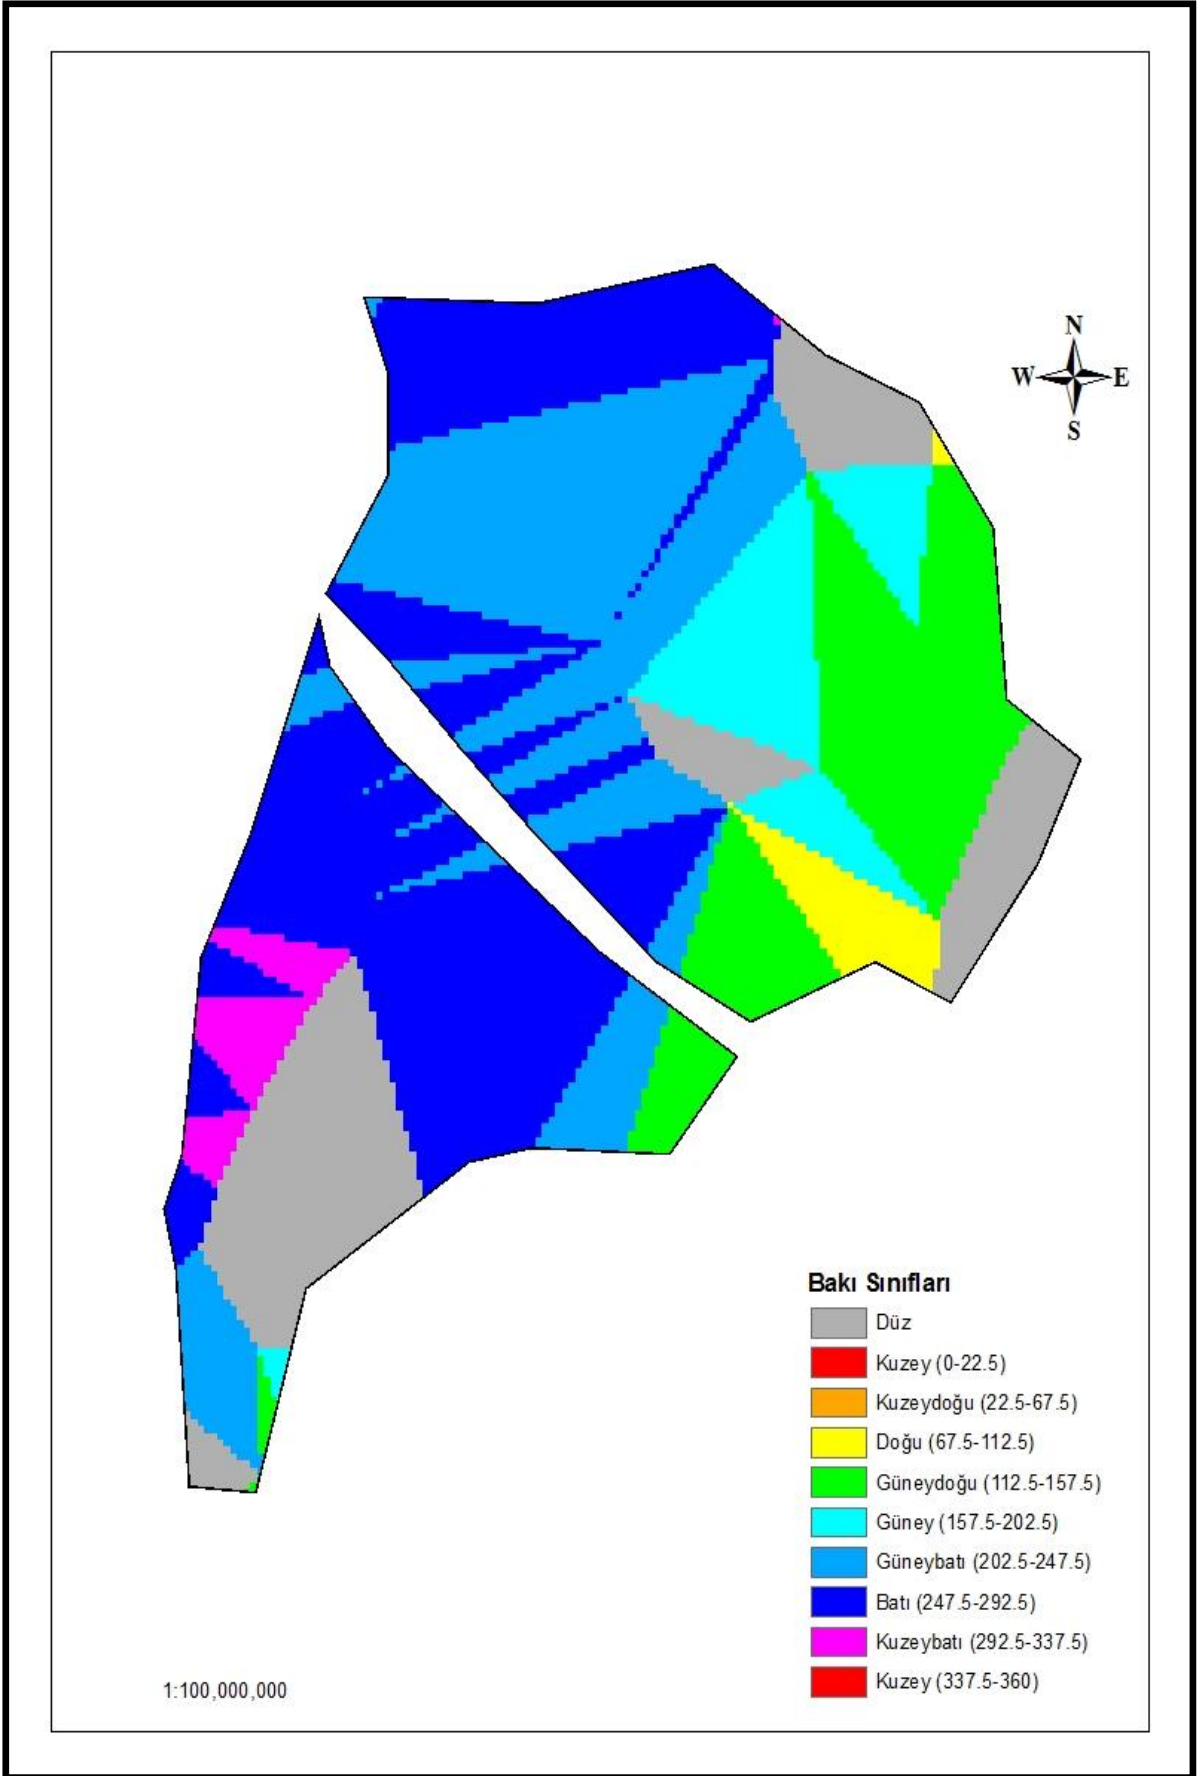 N
W E
S
Bakı Sınıfları
Düz
Kuzey (0-22.5)
Kuzeydoğu (22.5-67.5)
Doğu (67.5-112.5)
Güneydoğu (112.5-157.5)
Güney (157.5-202.5)
Güneybatı (202.5-247.5)
Batı (247.5-292.5)
Kuzeybatı (292.5-337.5)
Kuzey (337.5-360)
1:100,000,000